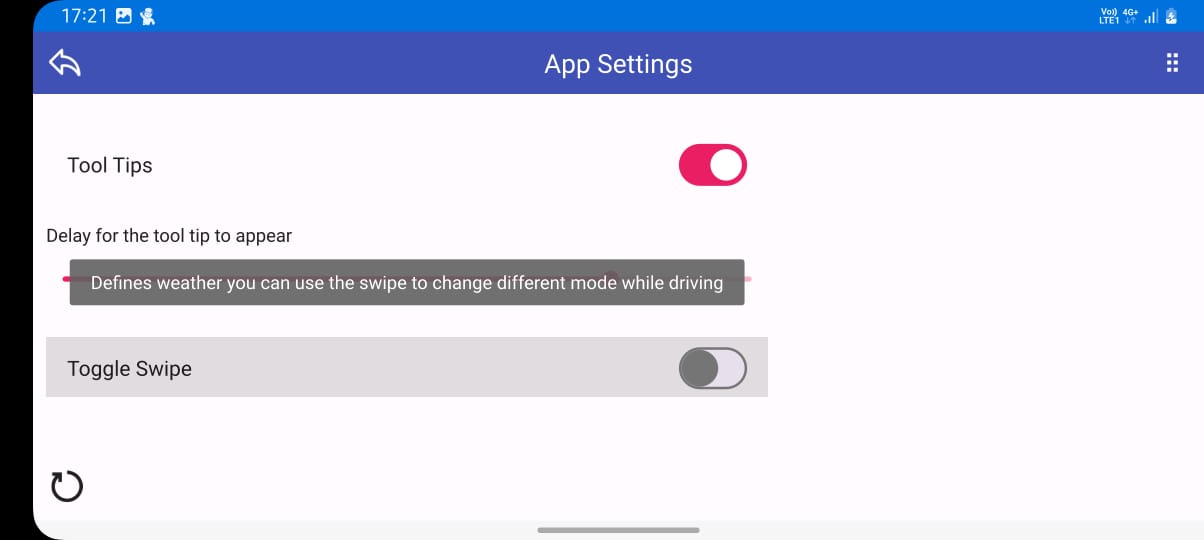 17:21
Vo)) 4G+
LTE1
App Settings
Tool Tips
Delay for the tool tip to appear
Defines weather you can use the swipe to change different mode while driving
Toggle Swipe